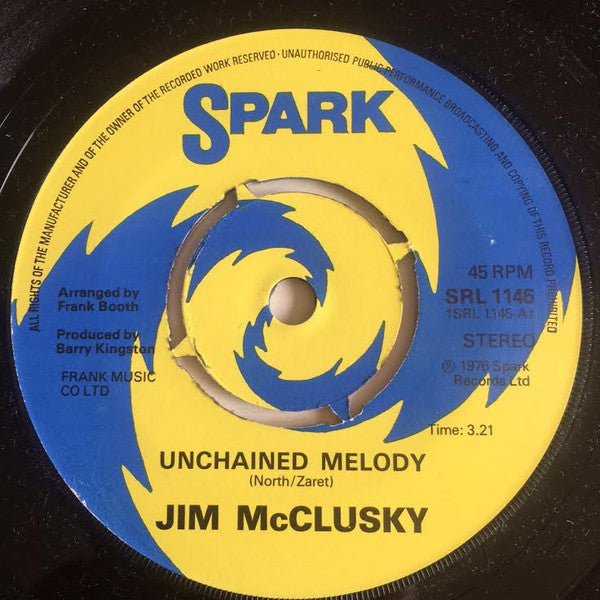 ALL RIGHTS OF THE MANUFACTURER AND OF THE OWNER OF THE RECORDED WORK RESERVED · UNAUTHORISED PUBLIC PERFORMANCE BROADCASTING AND COPYING OF THIS RECORD PROHIBITED
SPARK
45 RPM
SRL 1145
1SRL 1145-A1
STEREO
℗ 1976 Spark
Records Ltd
Arranged by
Frank Booth
Produced by
Barry Kingston
FRANK MUSIC
CO LTD
Time: 3.21
UNCHAINED MELODY
(North/Zaret)
JIM McCLUSKY